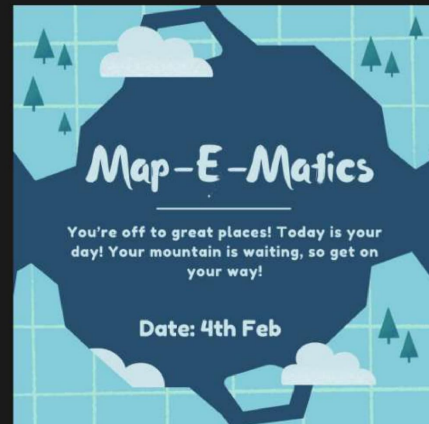 Map-E-Matics
You're off to great places! Today is your
day! Your mountain is waiting, so get on
your way!
Date: 4th Feb